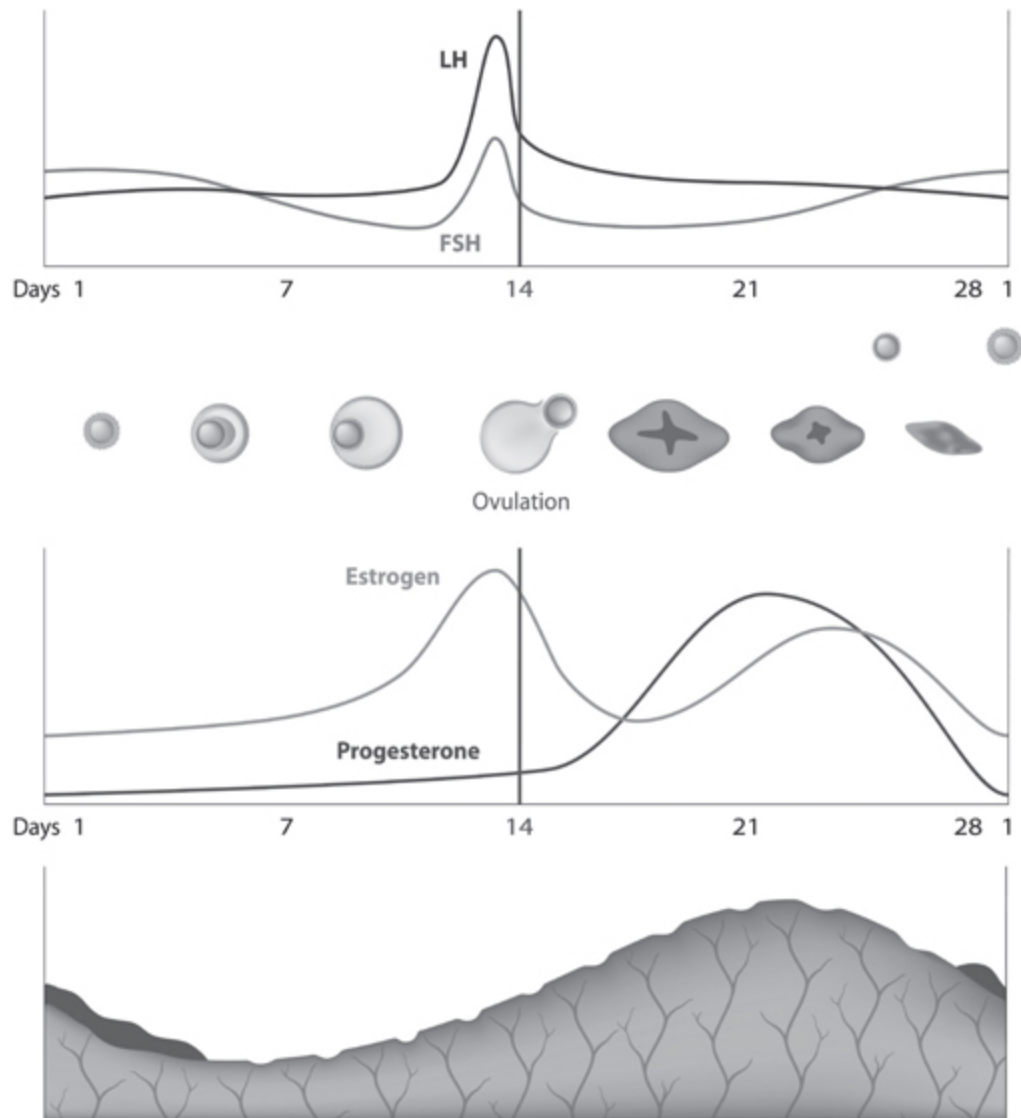 LH
FSH
Days 1 7 14 21 28 1
Ovulation
Estrogen
Progesterone
Days 1 7 14 21 28 1